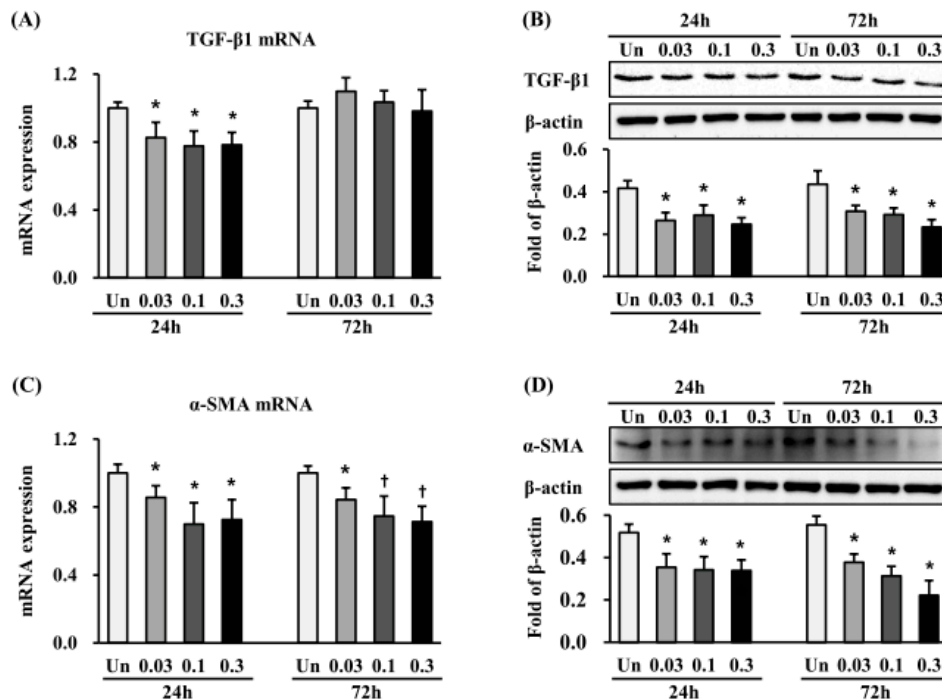 (A)
TGF-β1 mRNA
mRNA expression
1.2
0.8
0.4
0.0
* * *
Un 0.03 0.1 0.3 Un 0.03 0.1 0.3
24h 72h
(B)
24h 72h
Un 0.03 0.1 0.3 Un 0.03 0.1 0.3
TGF-β1
β-actin
Fold of β-actin
0.6
0.4
0.2
0.0
* * * * * *
Un 0.03 0.1 0.3 Un 0.03 0.1 0.3
24h 72h
(C)
α-SMA mRNA
mRNA expression
1.2
0.8
0.4
0.0
* * * * † †
Un 0.03 0.1 0.3 Un 0.03 0.1 0.3
24h 72h
(D)
24h 72h
Un 0.03 0.1 0.3 Un 0.03 0.1 0.3
α-SMA
β-actin
Fold of β-actin
0.6
0.4
0.2
0.0
* * * * * *
Un 0.03 0.1 0.3 Un 0.03 0.1 0.3
24h 72h